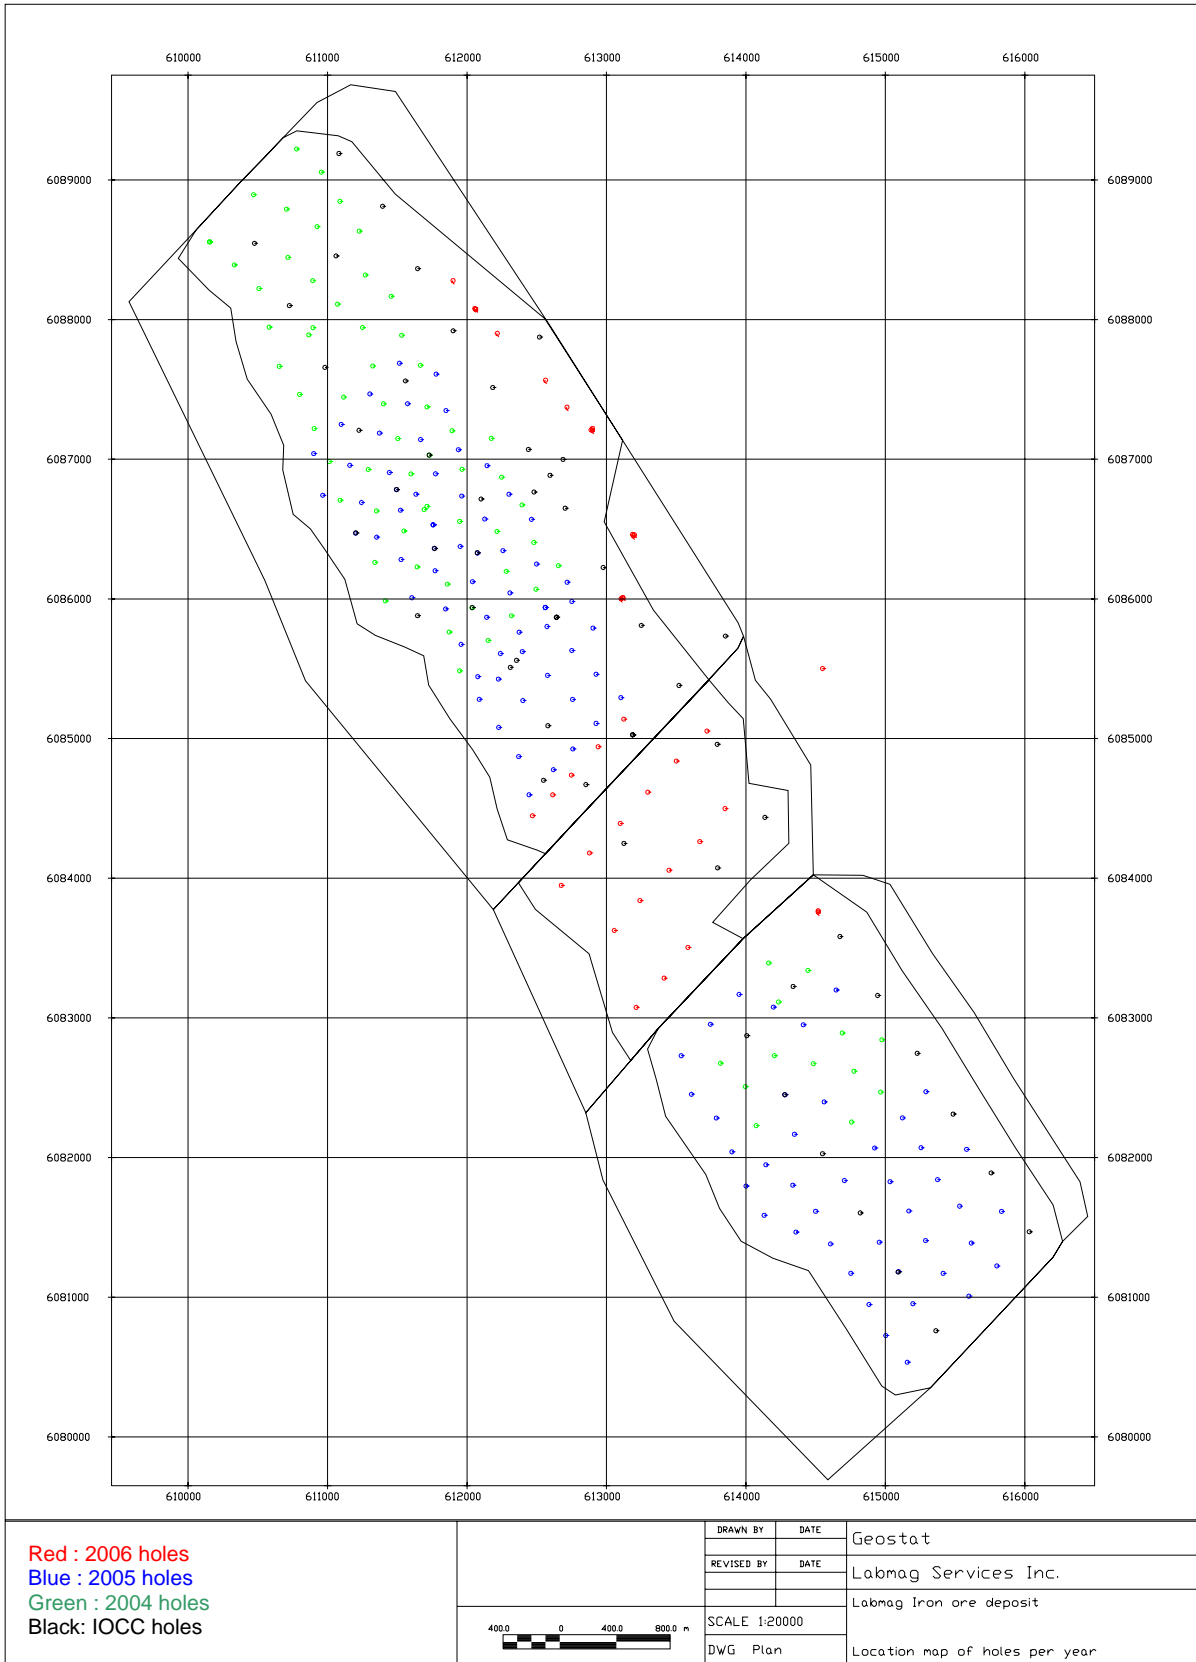 610000 611000 612000 613000 614000 615000 616000
6089000 6089000
6088000 6088000
6087000 6087000
6086000 6086000
6085000 6085000
6084000 6084000
6083000 6083000
6082000 6082000
6081000 6081000
6080000 6080000
610000 611000 612000 613000 614000 615000 616000
Red : 2006 holes
Blue : 2005 holes
Green : 2004 holes
Black: IOCC holes
400.0 0 400.0 800.0 m
DRAWN BY DATE
REVISED BY DATE
SCALE 1:20000
DWG Plan
Geostat
Labmag Services Inc.
Labmag Iron ore deposit
Location map of holes per year